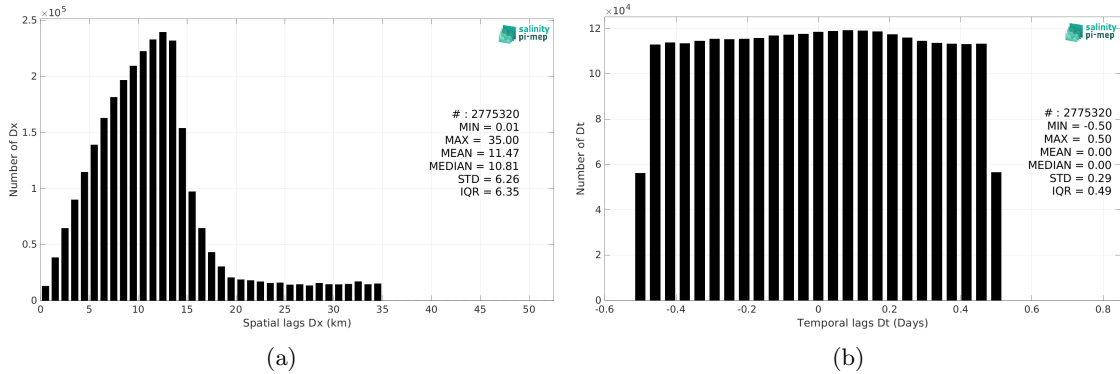 ×10⁵
2.5
2
1.5
1
0.5
0
Number of Dx
salinity
pi-mep
# : 2775320
MIN = 0.01
MAX = 35.00
MEAN = 11.47
MEDIAN = 10.81
STD = 6.26
IQR = 6.35
0 5 10 15 20 25 30 35 40 45 50
Spatial lags Dx (km)
(a)
×10⁴
12
10
8
6
4
2
0
Number of Dt
salinity
pi-mep
# : 2775320
MIN = -0.50
MAX = 0.50
MEAN = 0.00
MEDIAN = 0.00
STD = 0.29
IQR = 0.49
-0.6 -0.4 -0.2 0 0.2 0.4 0.6 0.8
Temporal lags Dt (Days)
(b)